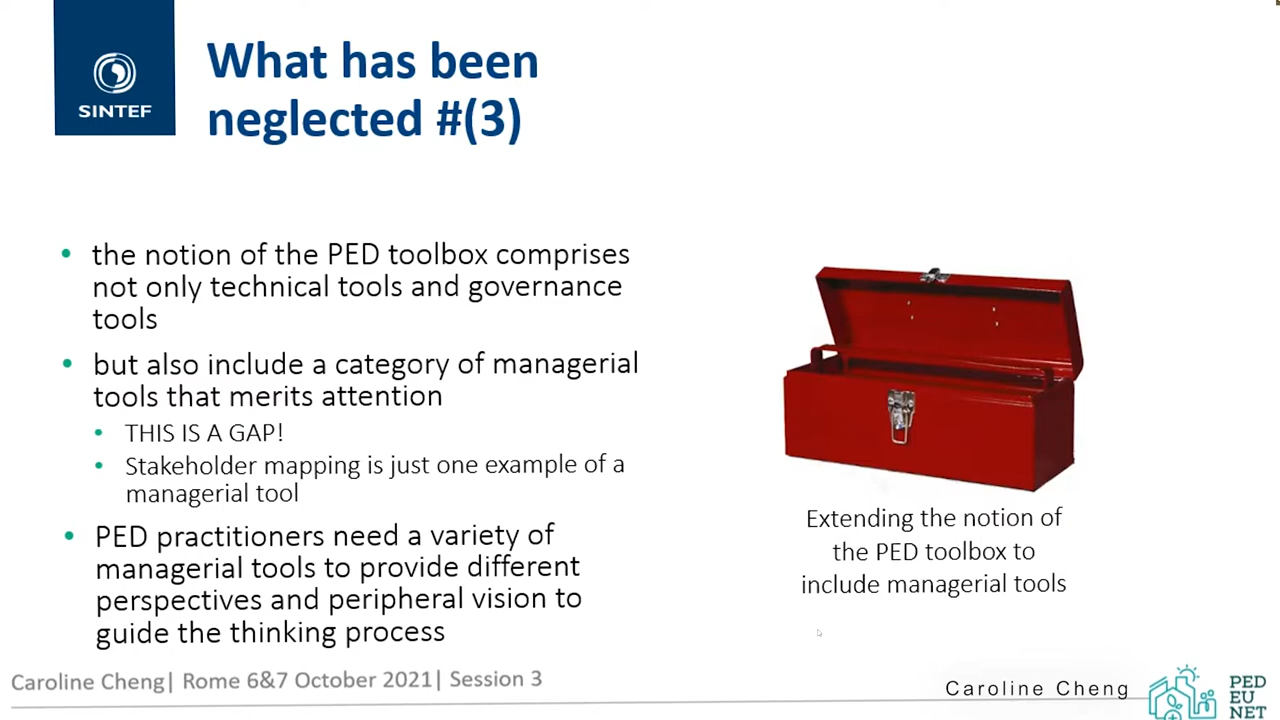 SINTEF
What has been
neglected #(3)
• the notion of the PED toolbox comprises
not only technical tools and governance
tools
• but also include a category of managerial
tools that merits attention
• THIS IS A GAP!
• Stakeholder mapping is just one example of a
managerial tool
• PED practitioners need a variety of
managerial tools to provide different
perspectives and peripheral vision to
guide the thinking process
Extending the notion of
the PED toolbox to
include managerial tools
Caroline Cheng| Rome 6&7 October 2021| Session 3
Caroline Cheng
PED
EU
NET